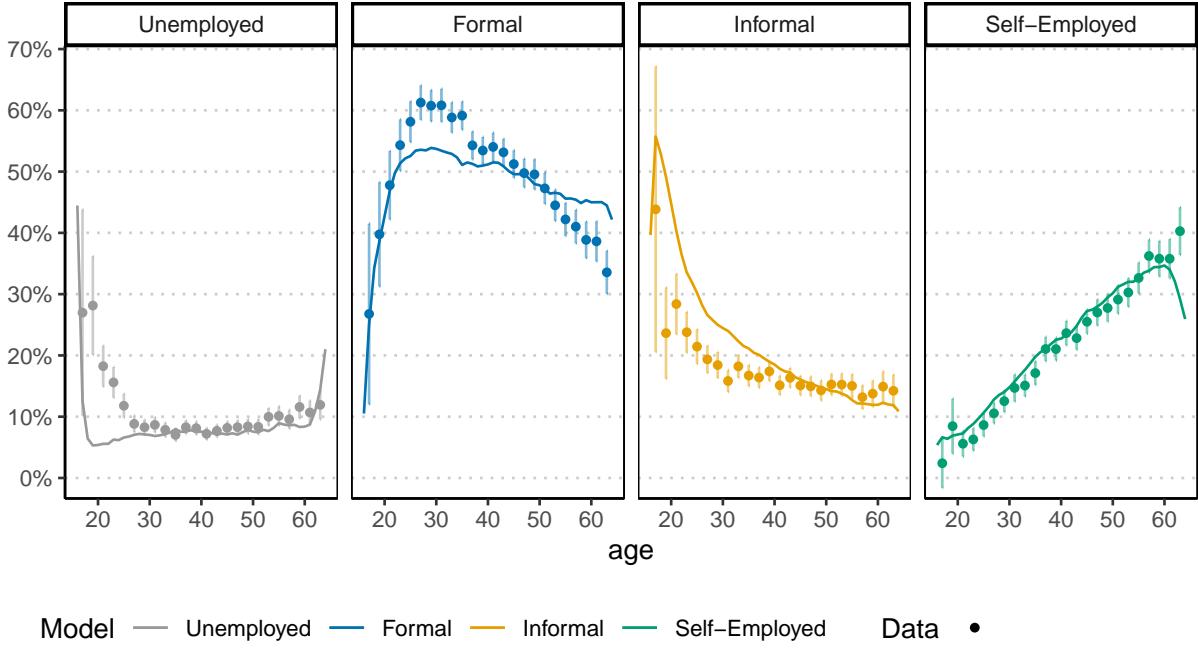 Unemployed Formal Informal Self−Employed
70%
60%
50%
40%
30%
20%
10%
0%
20 30 40 50 60 20 30 40 50 60 20 30 40 50 60 20 30 40 50 60
age
Model Unemployed Formal Informal Self−Employed Data